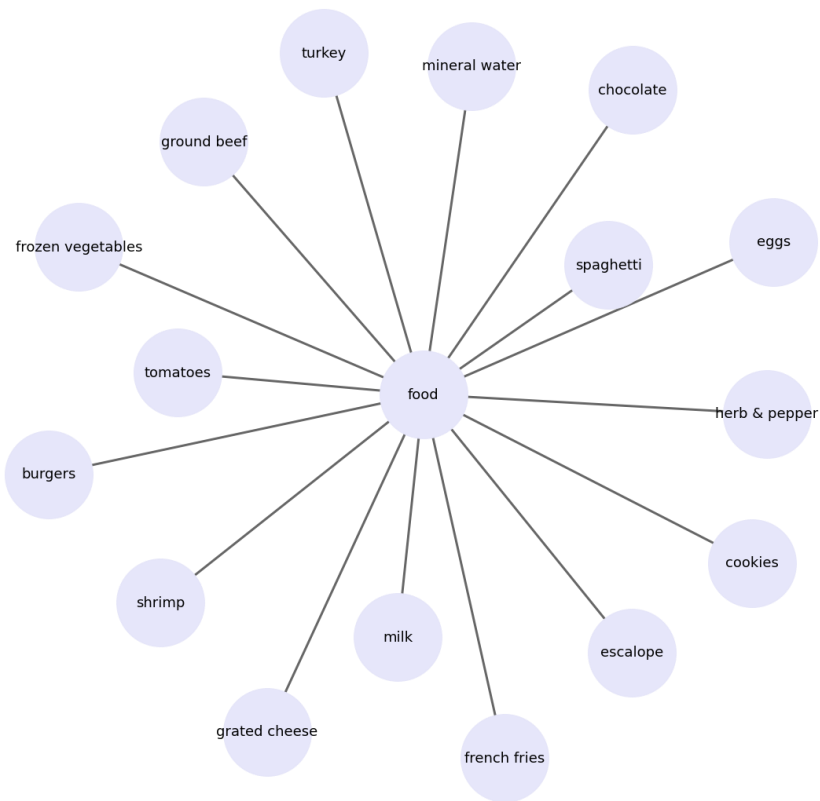 turkey
mineral water
chocolate
ground beef
eggs
frozen vegetables
spaghetti
tomatoes
food
herb & pepper
burgers
cookies
shrimp
milk
escalope
grated cheese
french fries